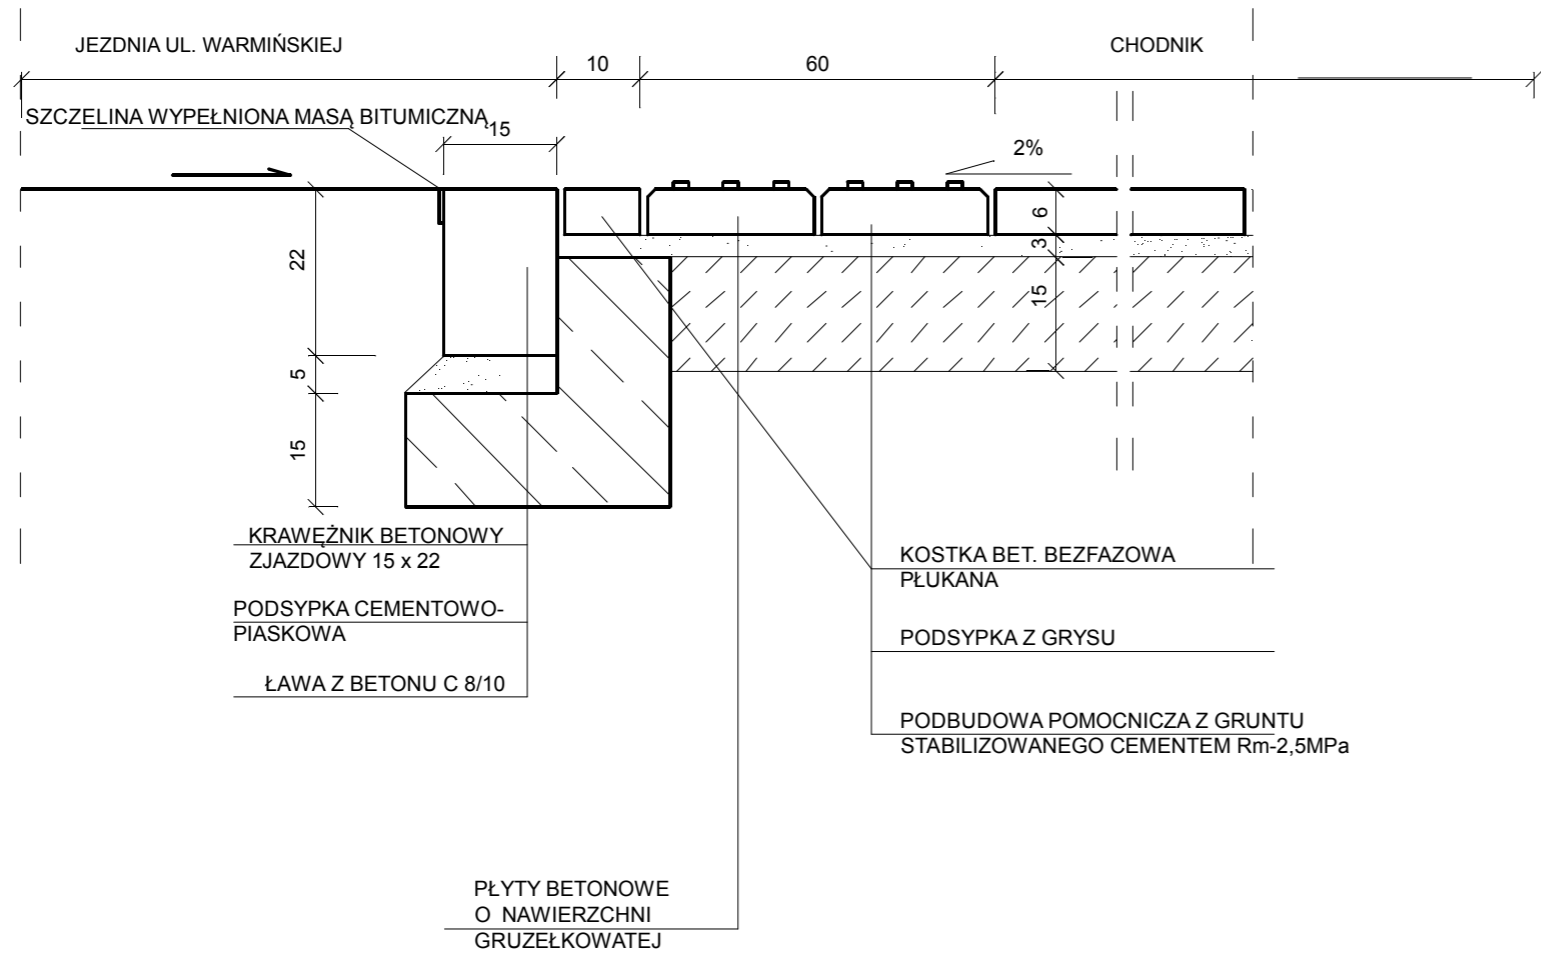 JEZDNIA UL. WARMIŃSKIEJ
CHODNIK
10
60
SZCZELINA WYPEŁNIONA MASĄ BITUMICZNĄ
15
2%
22
5
15
6
3
15
KRAWĘŻNIK BETONOWY
ZJAZDOWY 15 x 22
PODSYPKA CEMENTOWO-
PIASKOWA
ŁAWA Z BETONU C 8/10
KOSTKA BET. BEZFAZOWA
PŁUKANA
PODSYPKA Z GRYSU
PODBUDOWA POMOCNICZA Z GRUNTU
STABILIZOWANEGO CEMENTEM Rm-2,5MPa
PŁYTY BETONOWE
O NAWIERZCHNI
GRUZEŁKOWATEJ